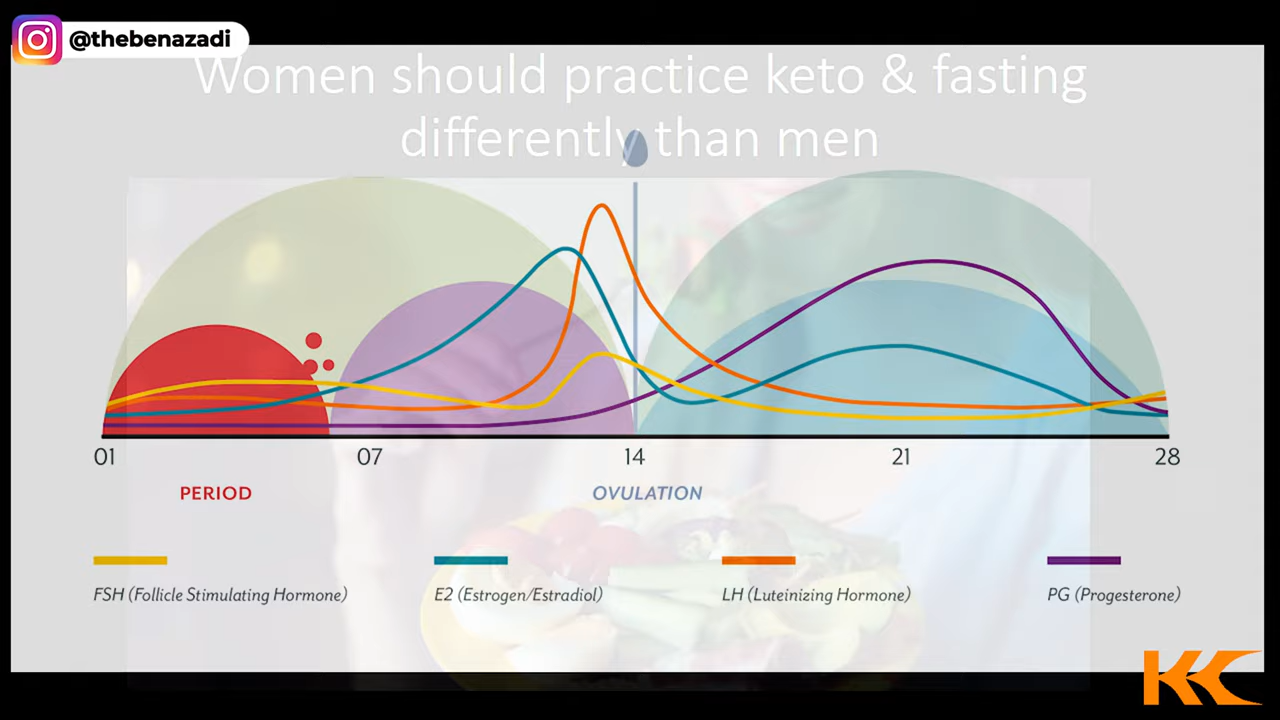 @thebenazadi
Women should practice keto & fasting
differently than men
01 07 14 21 28
PERIOD OVULATION
FSH (Follicle Stimulating Hormone) E2 (Estrogen/Estradiol) LH (Luteinizing Hormone) PG (Progesterone)
KC